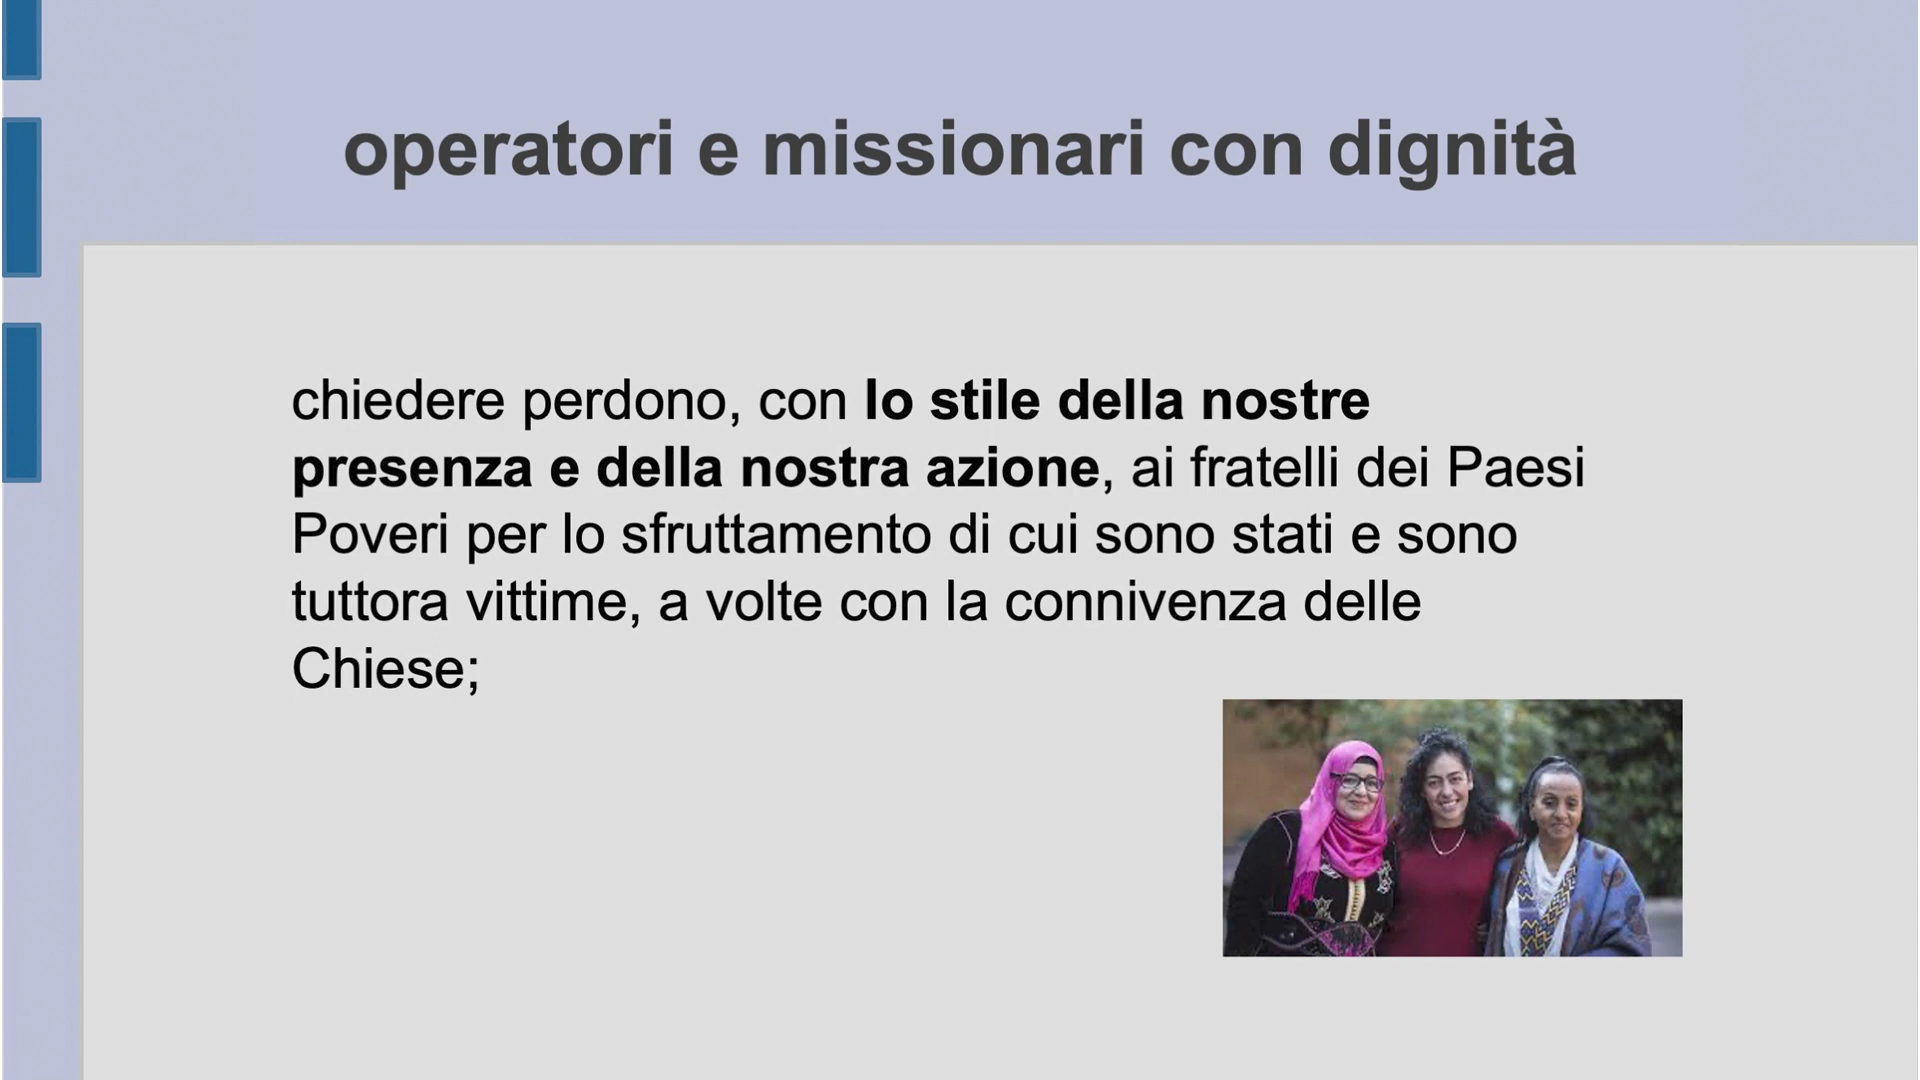 operatori e missionari con dignità
chiedere perdono, con lo stile della nostre
presenza e della nostra azione, ai fratelli dei Paesi
Poveri per lo sfruttamento di cui sono stati e sono
tuttora vittime, a volte con la connivenza delle
Chiese;